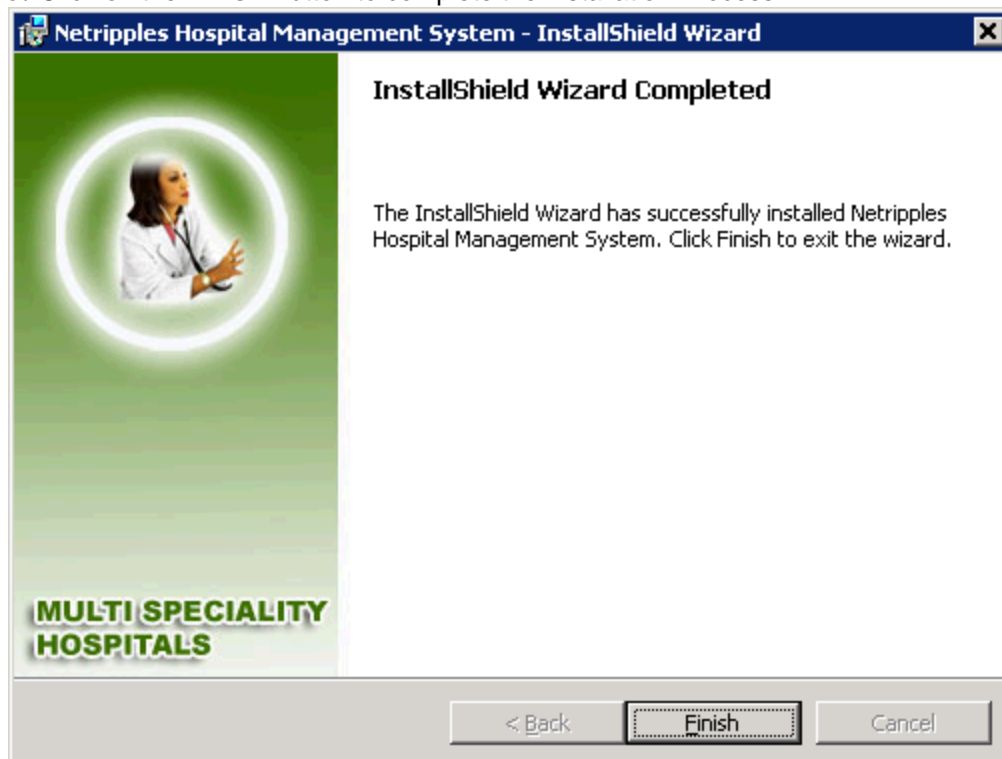 Netripples Hospital Management System - InstallShield Wizard
InstallShield Wizard Completed
The InstallShield Wizard has successfully installed Netripples
Hospital Management System. Click Finish to exit the wizard.
MULTI SPECIALITY
HOSPITALS
< Back
Finish
Cancel